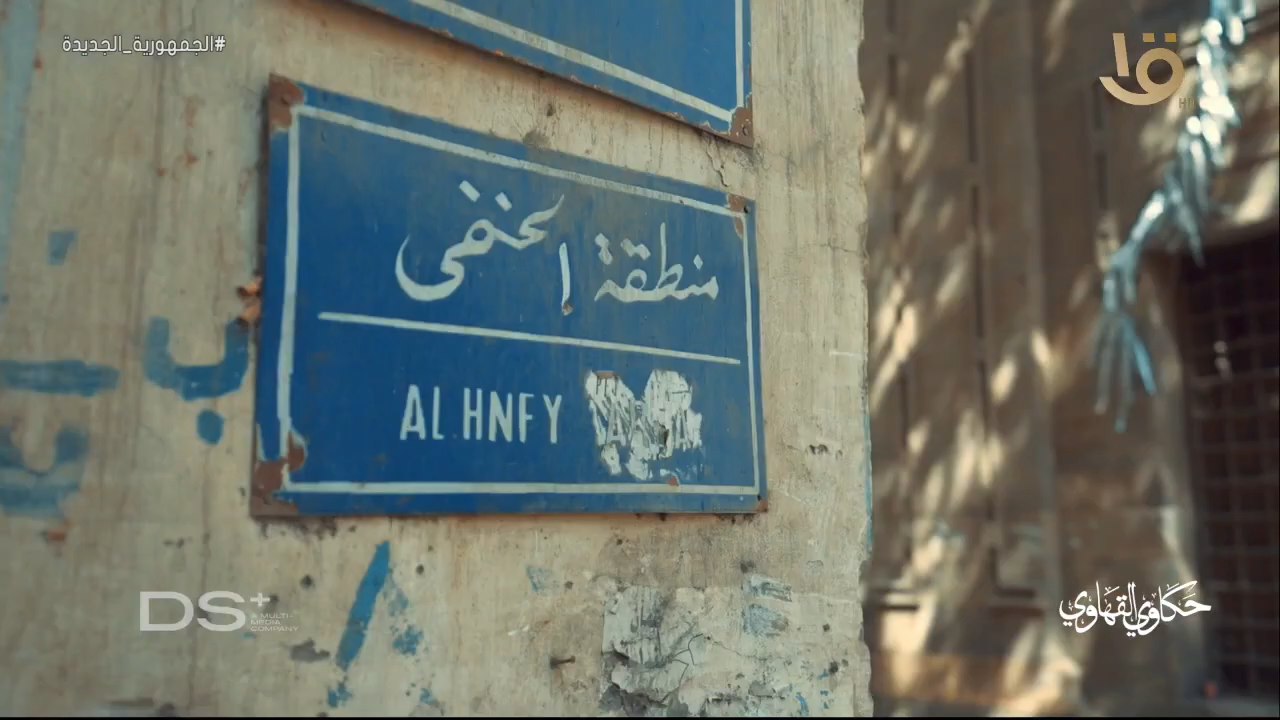 #الجمهورية_الجديدة
منطقة الحنفى
AL HNFY
DS+
A MULTI-
MEDIA
COMPANY
حكاوي القهاوي